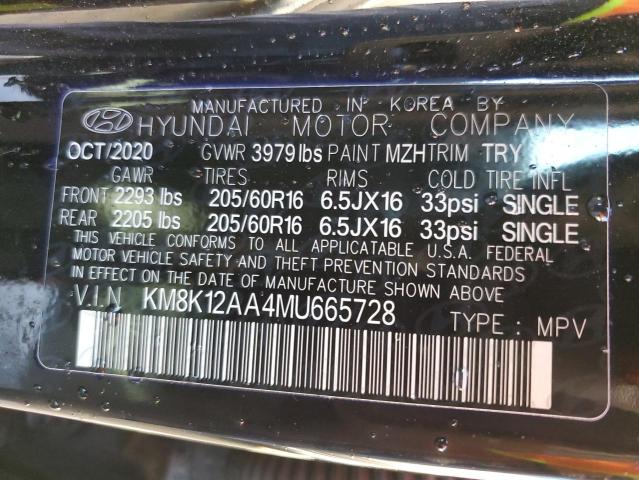 MANUFACTURED IN KOREA BY
HYUNDAI MOTOR COMPANY
OCT/2020 GVWR 3979lbs PAINT MZH TRIM TRY
GAWR TIRES RIMS COLD TIRE INFL
FRONT 2293 lbs 205/60R16 6.5JX16 33psi SINGLE
REAR 2205 lbs 205/60R16 6.5JX16 33psi SINGLE
THIS VEHICLE CONFORMS TO ALL APPLICABLE U.S.A. FEDERAL
MOTOR VEHICLE SAFETY AND THEFT PREVENTION STANDARDS
IN EFFECT ON THE DATE OF MANUFACTURE SHOWN ABOVE.
V.I.N KM8K12AA4MU665728 TYPE : MPV